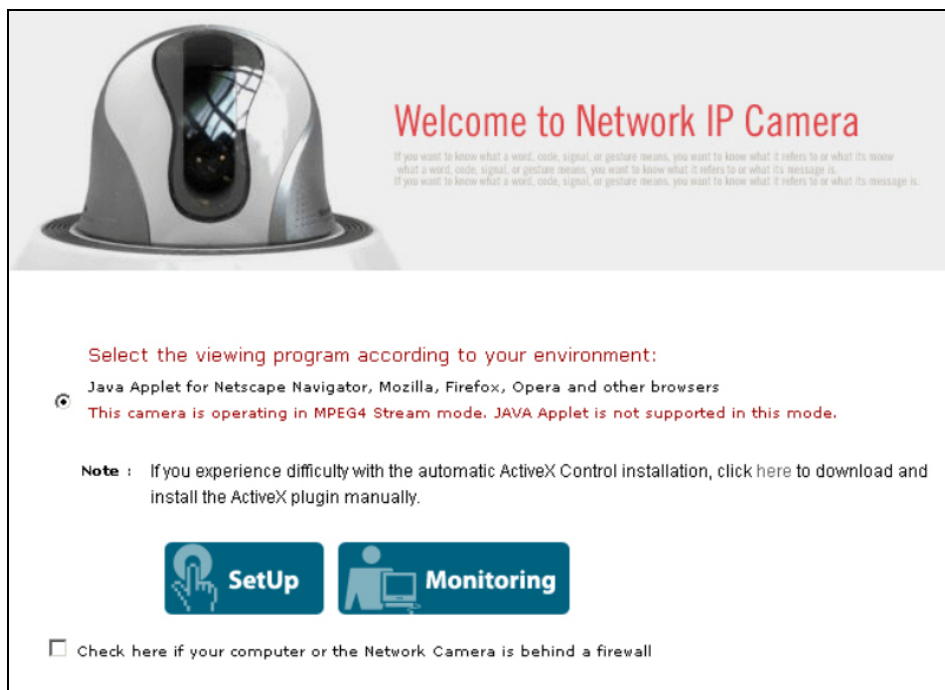 Welcome to Network IP Camera
If you want to know what a word, code, signal, or gesture means, you want to know what it refers to or what its moow
what a word, code, signal, or gesture means, you want to know what it refers to or what its message is.
If you want to know what a word, code, signal, or gesture means, you want to know what it refers to or what its message is.
Select the viewing program according to your environment:
Java Applet for Netscape Navigator, Mozilla, Firefox, Opera and other browsers
This camera is operating in MPEG4 Stream mode. JAVA Applet is not supported in this mode.
Note : If you experience difficulty with the automatic ActiveX Control installation, click here to download and
install the ActiveX plugin manually.
SetUp Monitoring
Check here if your computer or the Network Camera is behind a firewall